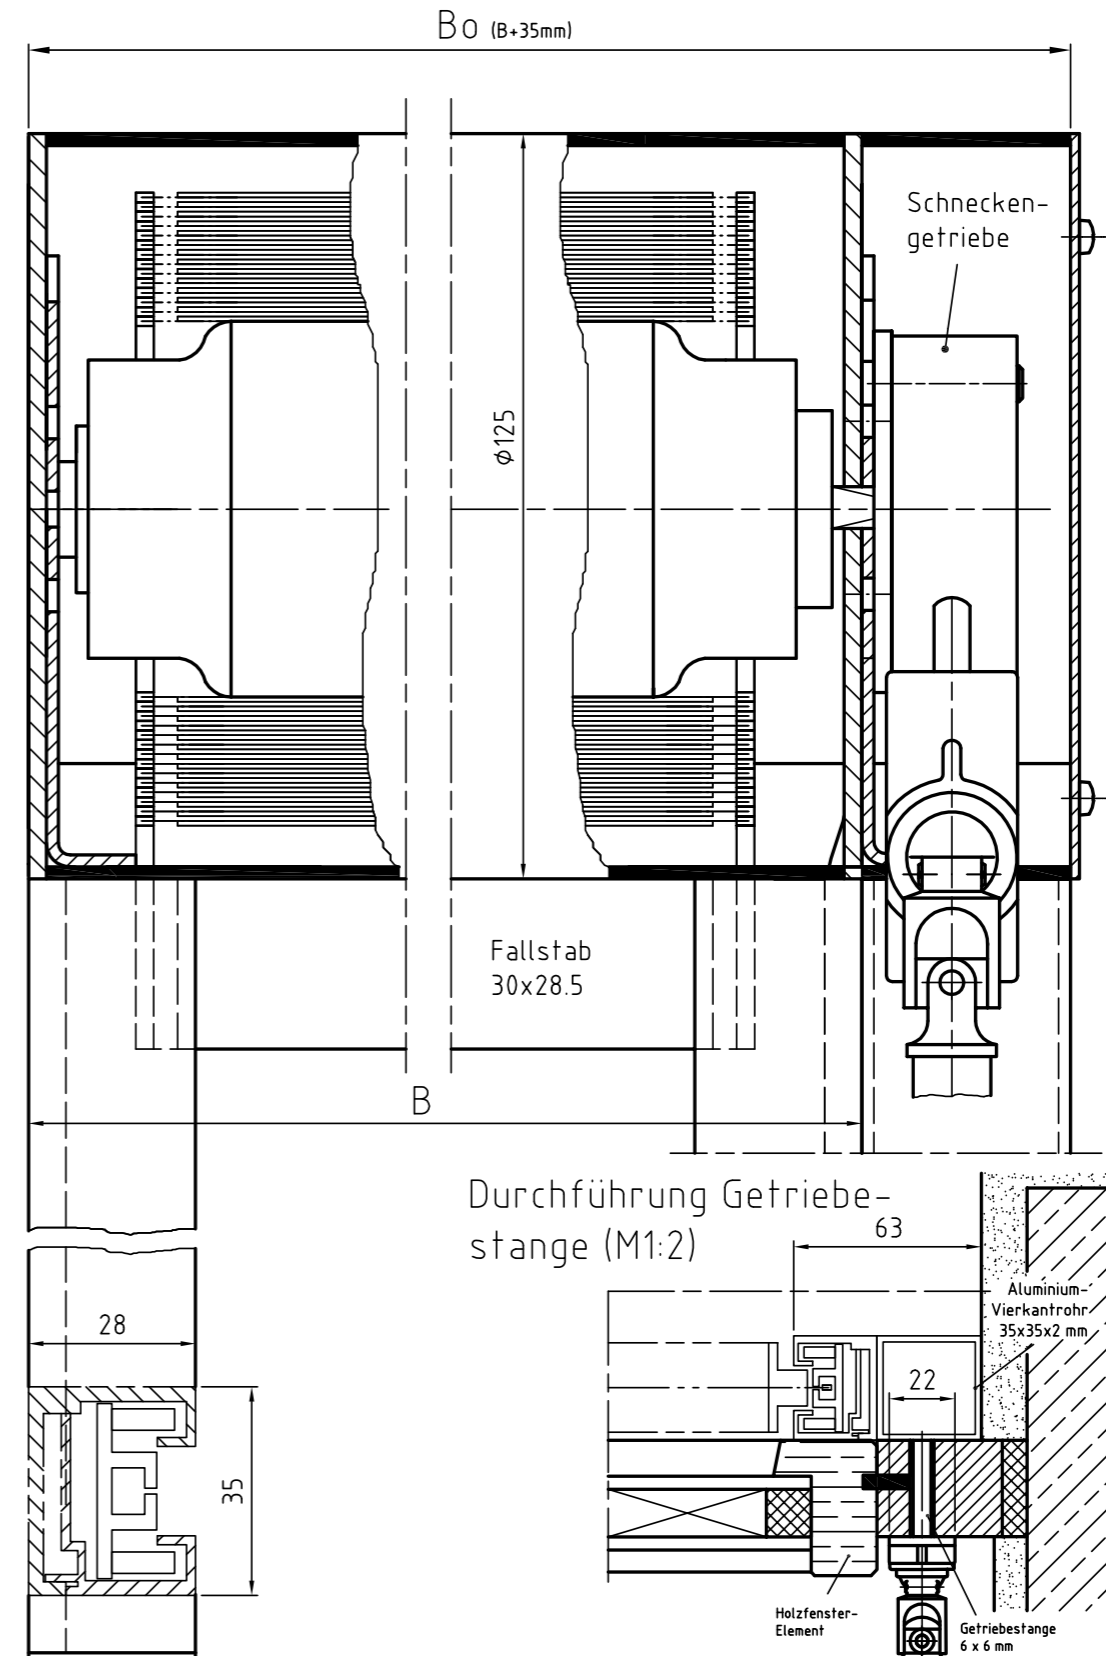 Bo (B+35mm)
Schnecken-
getriebe
ϕ125
Fallstab
30x28.5
B
Durchführung Getriebe-
stange (M1:2)
63
Aluminium-
Vierkantrohr
35x35x2 mm
28
22
35
Holzfenster-
Element
Getriebestange
6 x 6 mm